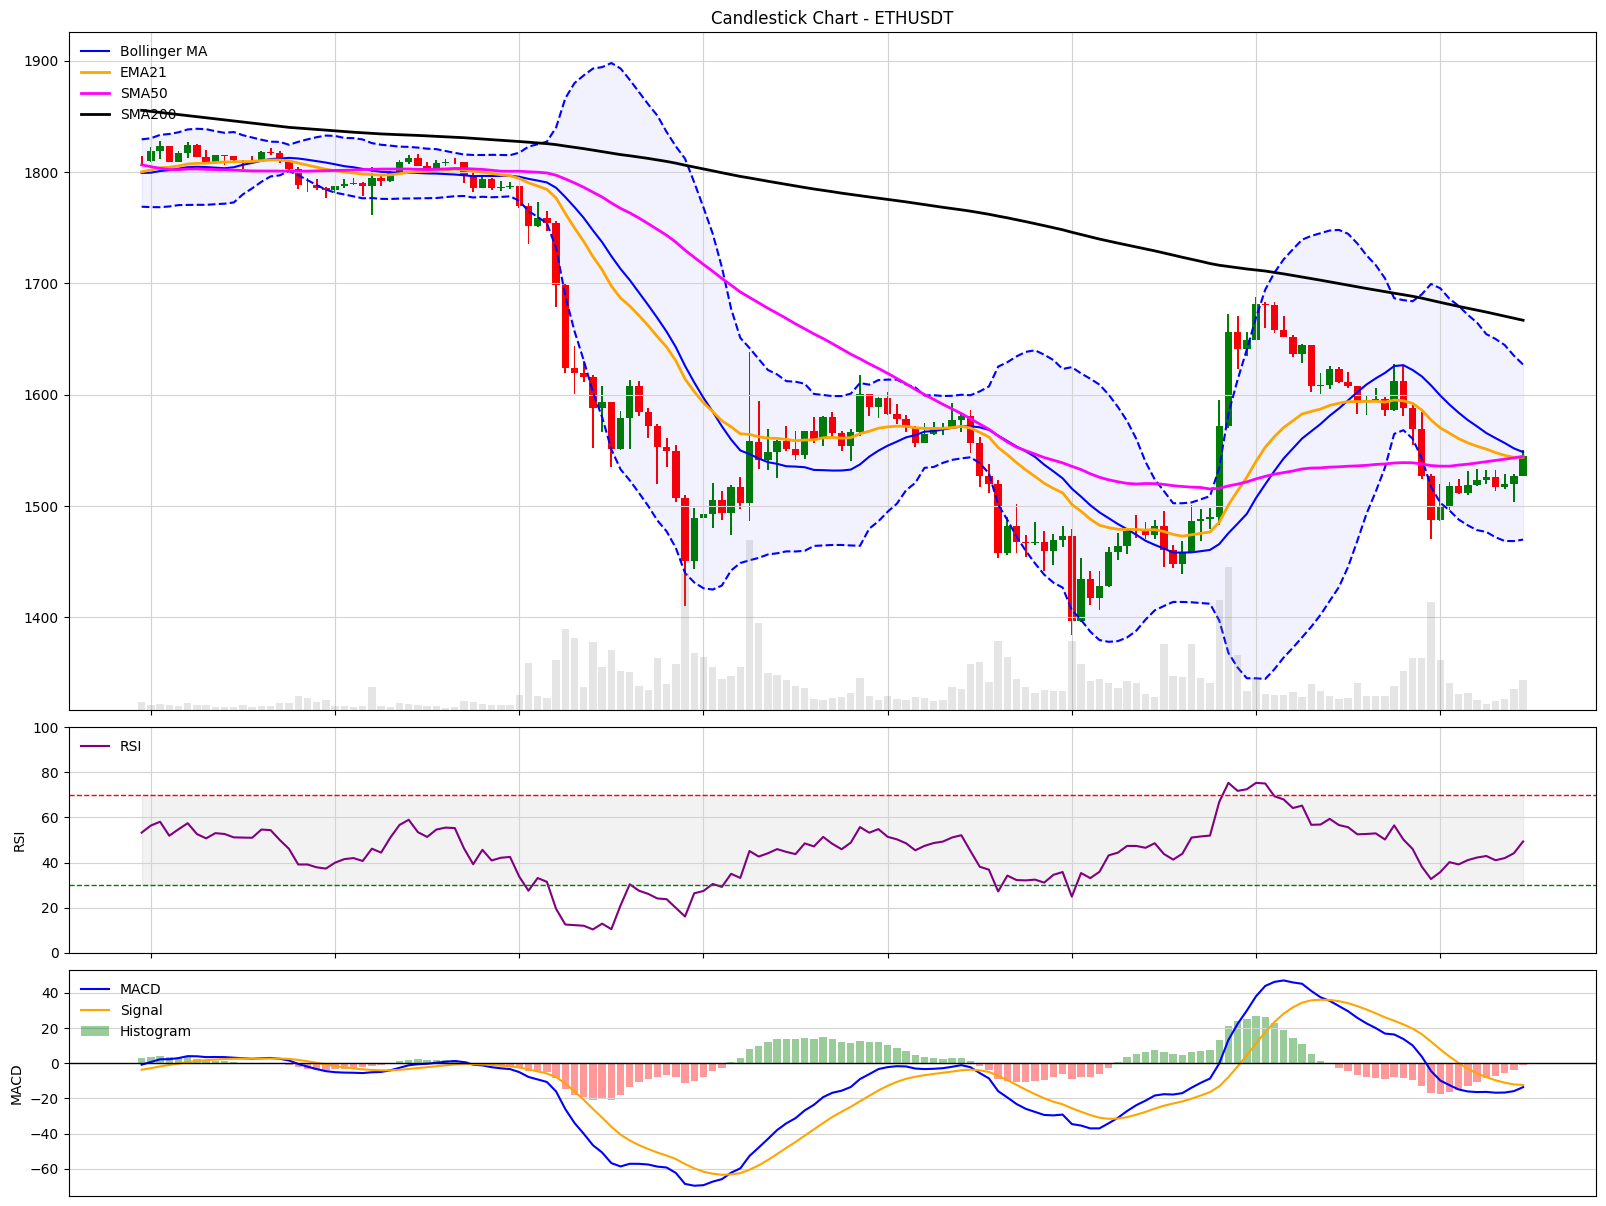 Candlestick Chart - ETHUSDT
Bollinger MA
EMA21
SMA50
SMA200
1900
1800
1700
1600
1500
1400
RSI
100
80
60
40
20
0
RSI
MACD
Signal
Histogram
40
20
0
−20
−40
−60
MACD